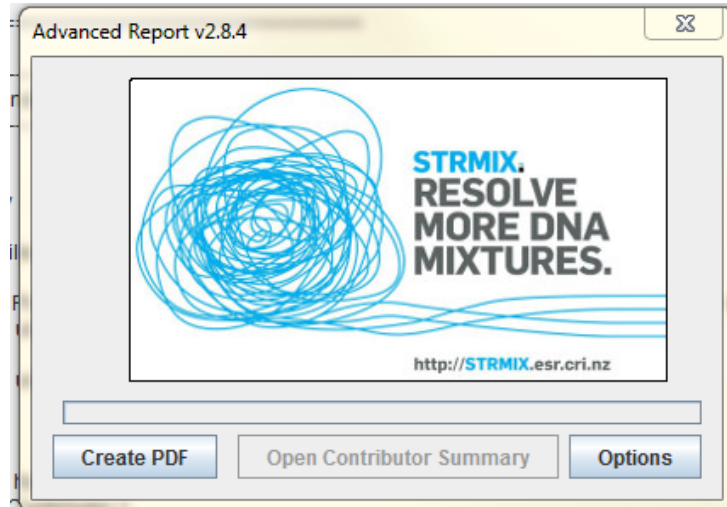 Advanced Report v2.8.4
STRMIX.
RESOLVE
MORE DNA
MIXTURES.
http://STRMIX.esr.cri.nz
Create PDF
Open Contributor Summary
Options